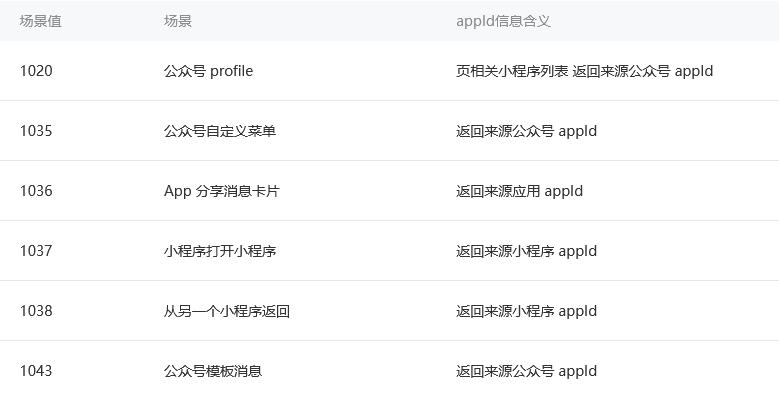 场景值 场景 appId信息含义
1020 公众号 profile 页相关小程序列表 返回来源公众号 appId
1035 公众号自定义菜单 返回来源公众号 appId
1036 App 分享消息卡片 返回来源应用 appId
1037 小程序打开小程序 返回来源小程序 appId
1038 从另一个小程序返回 返回来源小程序 appId
1043 公众号模板消息 返回来源公众号 appId